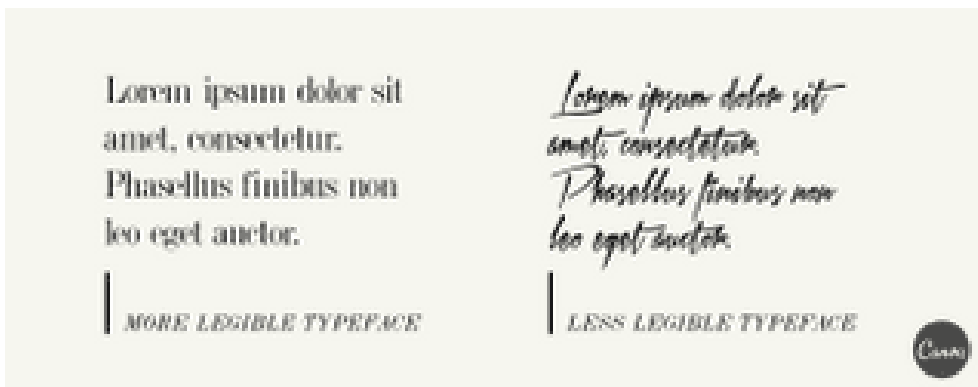 Lorem ipsum dolor sit
amet, consectetur.
Phasellus finibus non
leo eget auctor.
MORE LEGIBLE TYPEFACE
Lorem ipsum dolor sit
amet, consectetur.
Phasellus finibus non
leo eget auctor.
LESS LEGIBLE TYPEFACE
Canva